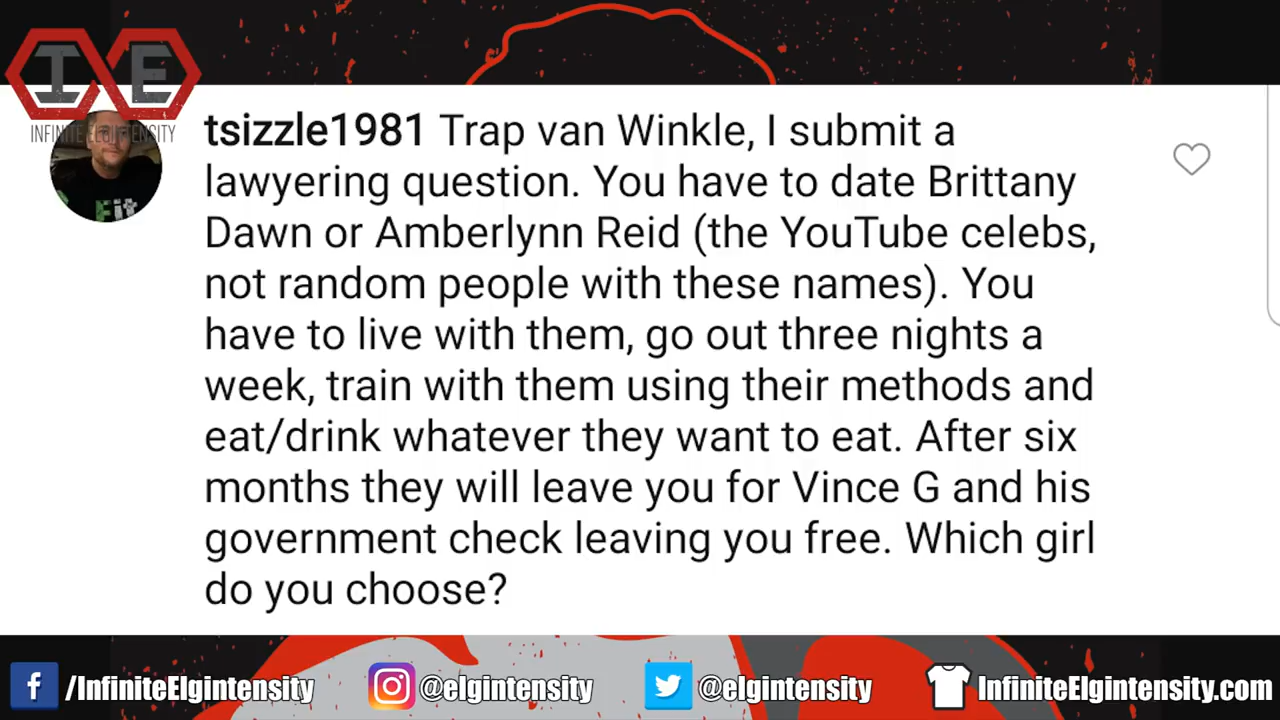 IE
INFINITE ELGINTENSITY
Fit
tsizzle1981 Trap van Winkle, I submit a
lawyering question. You have to date Brittany
Dawn or Amberlynn Reid (the YouTube celebs,
not random people with these names). You
have to live with them, go out three nights a
week, train with them using their methods and
eat/drink whatever they want to eat. After six
months they will leave you for Vince G and his
government check leaving you free. Which girl
do you choose?
f /InfiniteElgintensity @elgintensity @elgintensity InfiniteElgintensity.com